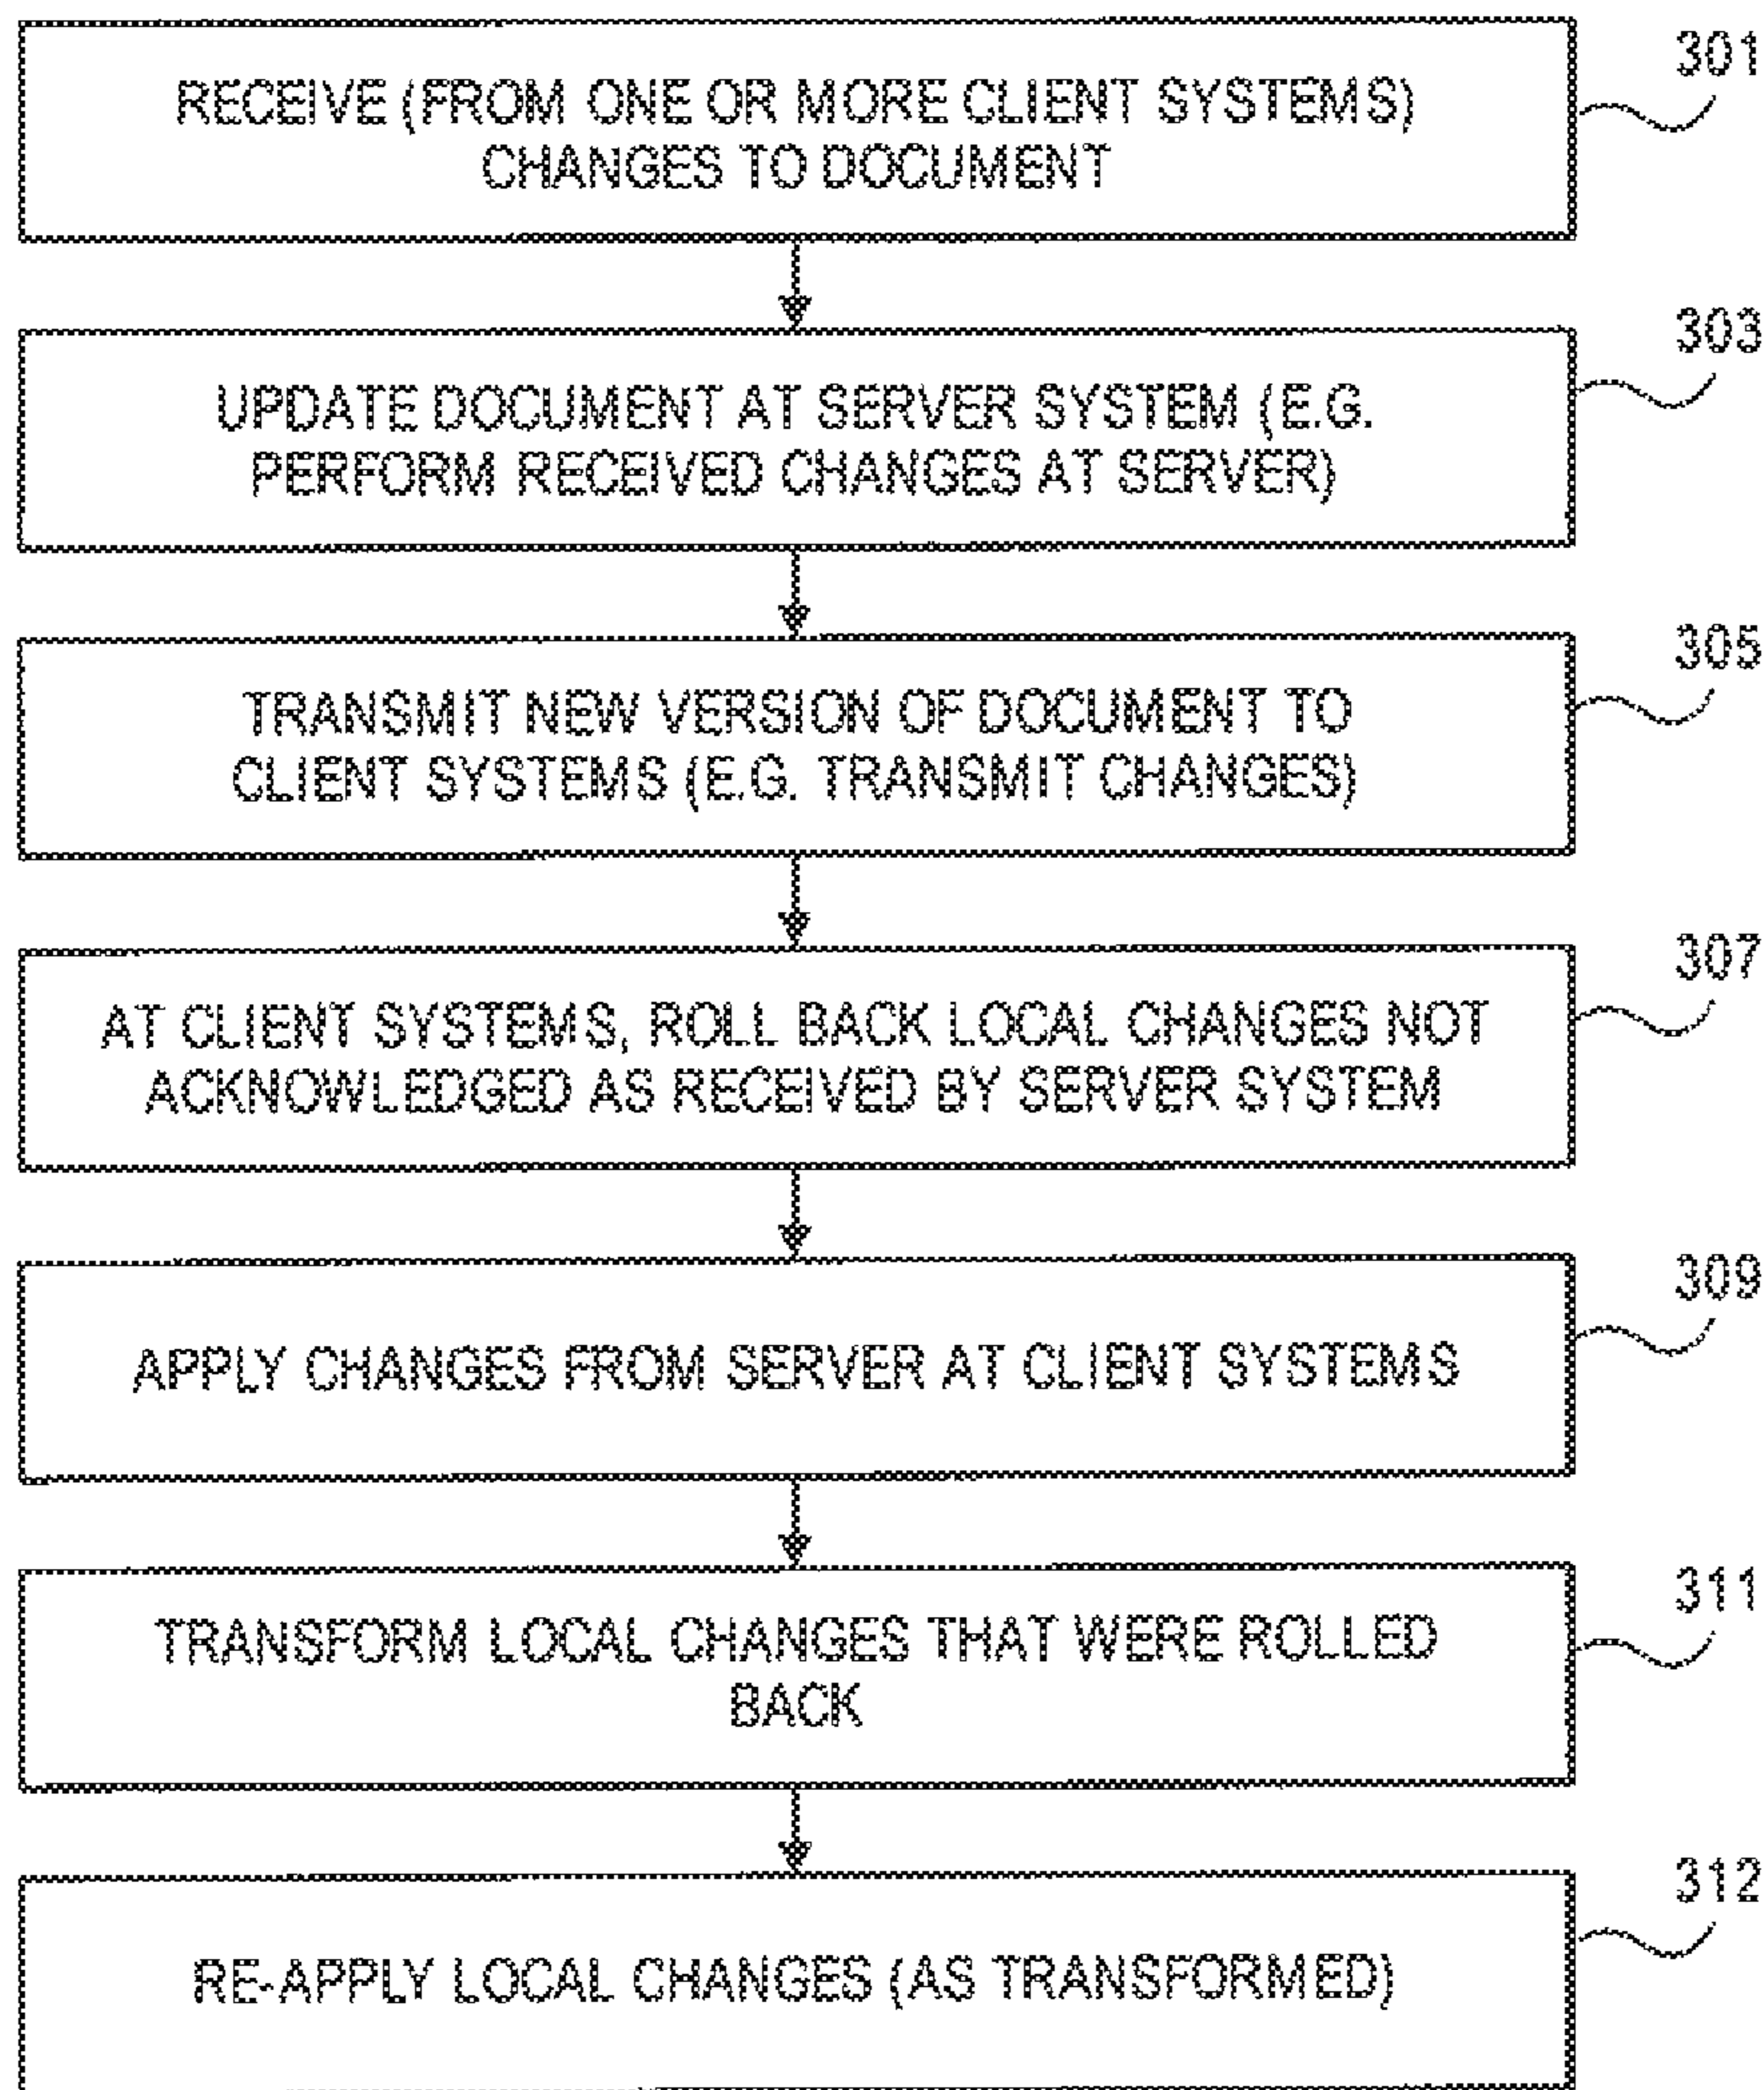 RECEIVE (FROM ONE OR MORE CLIENT SYSTEMS)
CHANGES TO DOCUMENT
301
UPDATE DOCUMENT AT SERVER SYSTEM (E.G.
PERFORM RECEIVED CHANGES AT SERVER)
303
TRANSMIT NEW VERSION OF DOCUMENT TO
CLIENT SYSTEMS (E.G. TRANSMIT CHANGES)
305
AT CLIENT SYSTEMS, ROLL BACK LOCAL CHANGES NOT
ACKNOWLEDGED AS RECEIVED BY SERVER SYSTEM
307
APPLY CHANGES FROM SERVER AT CLIENT SYSTEMS
309
TRANSFORM LOCAL CHANGES THAT WERE ROLLED
BACK
311
RE-APPLY LOCAL CHANGES (AS TRANSFORMED)
312